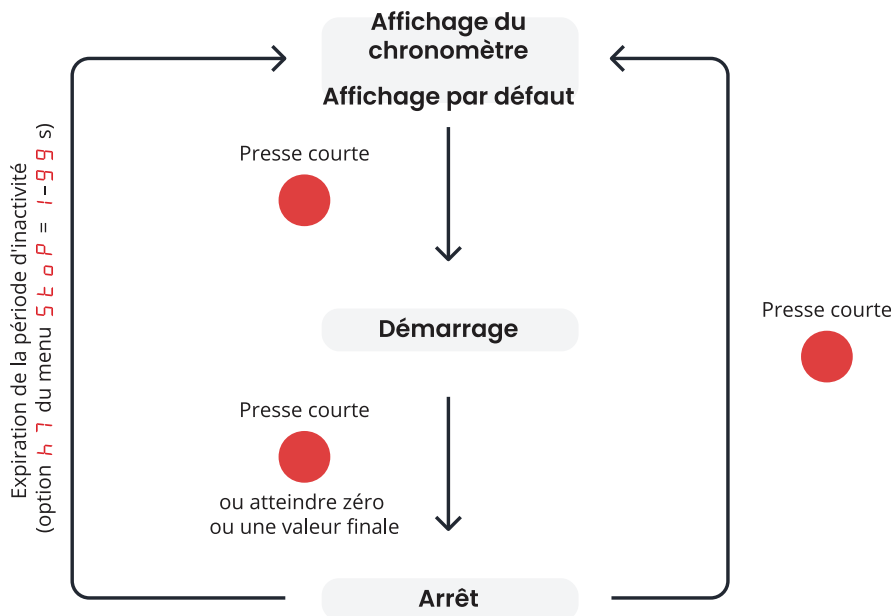 Affichage du
chronomètre
Affichage par défaut
Presse courte
Démarrage
Presse courte
Presse courte
ou atteindre zéro
ou une valeur finale
Arrêt
Expiration de la période d'inactivité
(option h7 du menu StoP = 1-99 s)